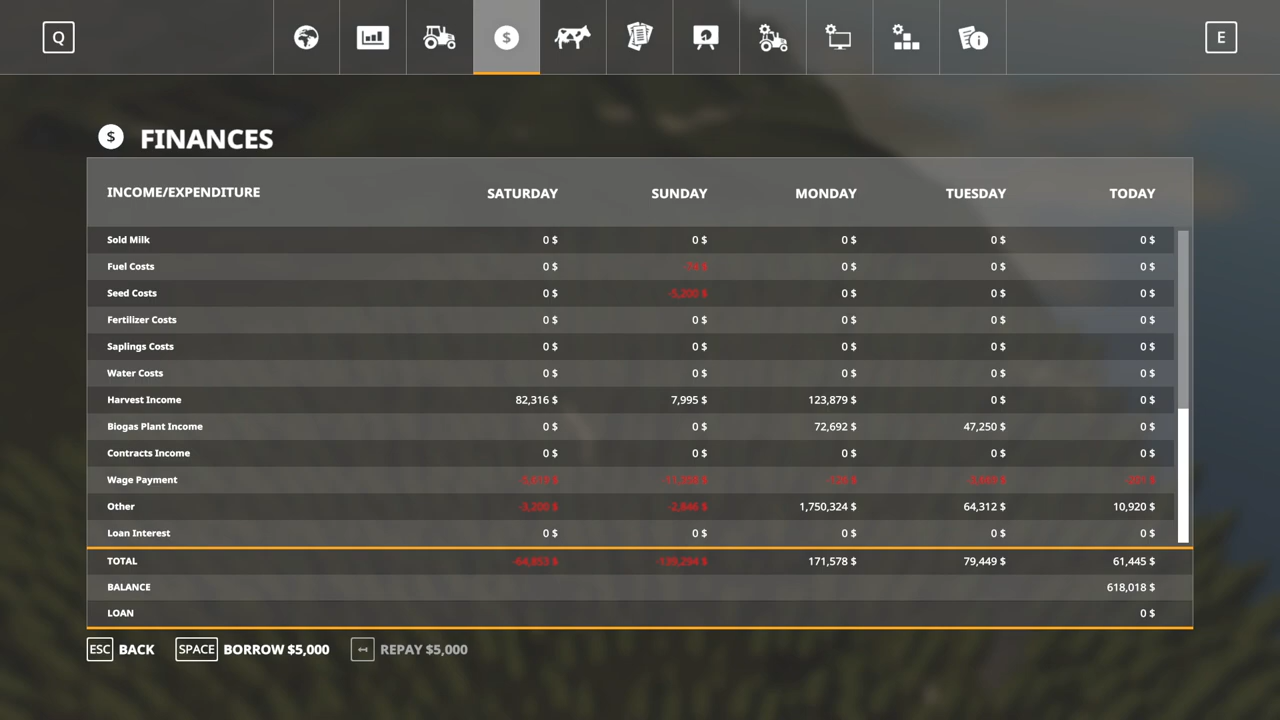 Q
$
E
$ FINANCES
INCOME/EXPENDITURE SATURDAY SUNDAY MONDAY TUESDAY TODAY
Sold Milk 0 $ 0 $ 0 $ 0 $ 0 $
Fuel Costs 0 $ 0 $ 0 $ 0 $
Seed Costs 0 $ -5,200 $ 0 $ 0 $ 0 $
Fertilizer Costs 0 $ 0 $ 0 $ 0 $ 0 $
Saplings Costs 0 $ 0 $ 0 $ 0 $ 0 $
Water Costs 0 $ 0 $ 0 $ 0 $ 0 $
Harvest Income 82,316 $ 7,995 $ 123,879 $ 0 $ 0 $
Biogas Plant Income 0 $ 0 $ 72,692 $ 47,250 $ 0 $
Contracts Income 0 $ 0 $ 0 $ 0 $ 0 $
Wage Payment
Other -3,200 $ -2,846 $ 1,750,324 $ 64,312 $ 10,920 $
Loan Interest 0 $ 0 $ 0 $ 0 $ 0 $
TOTAL -64,853 $ 171,578 $ 79,449 $ 61,445 $
BALANCE 618,018 $
LOAN 0 $
ESC BACK SPACE BORROW $5,000 REPAY $5,000